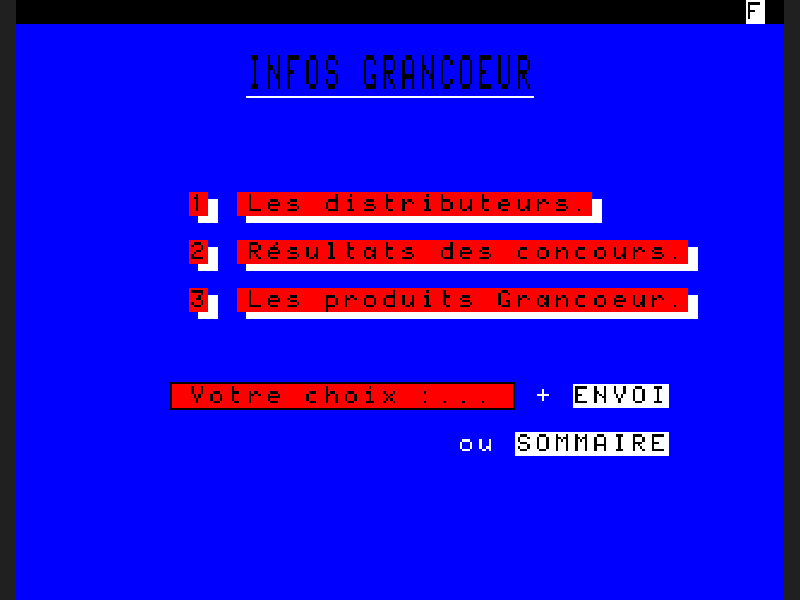 F
INFOS GRANCOEUR
1 Les distributeurs.
2 Résultats des concours.
3 Les produits Grancoeur.
Votre choix :... + ENVOI
ou SOMMAIRE